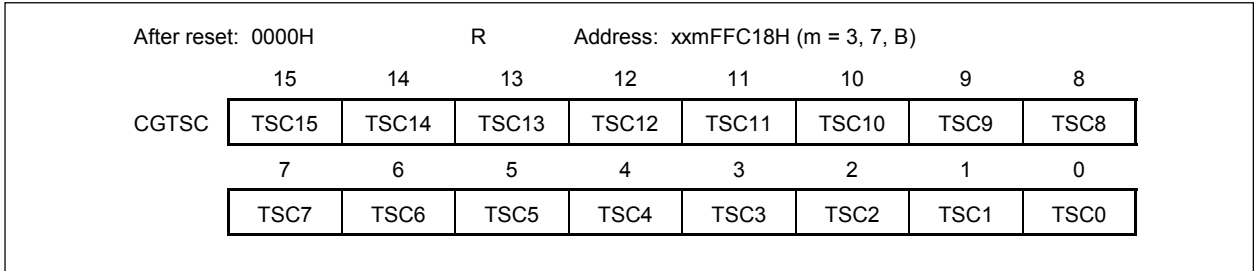 After reset: 0000H R Address: xxmFFC18H (m = 3, 7, B)
15 14 13 12 11 10 9 8
CGTSC TSC15 TSC14 TSC13 TSC12 TSC11 TSC10 TSC9 TSC8
7 6 5 4 3 2 1 0
TSC7 TSC6 TSC5 TSC4 TSC3 TSC2 TSC1 TSC0